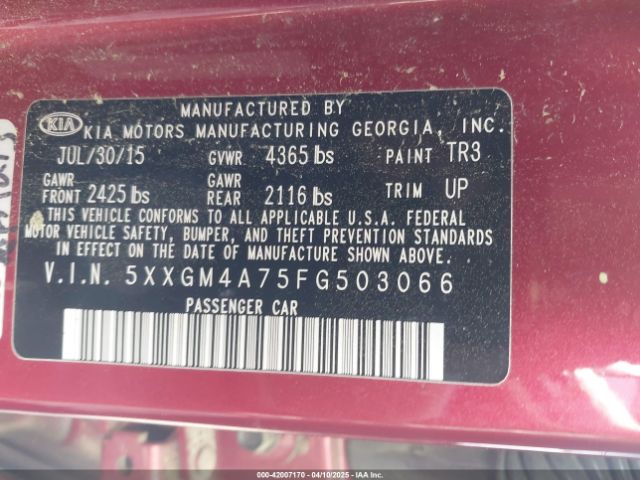 MANUFACTURED BY
KIA KIA MOTORS MANUFACTURING GEORGIA, INC.
JUL/30/15 GVWR 4365 lbs PAINT TR3
GAWR FRONT 2425 lbs GAWR REAR 2116 lbs TRIM UP
THIS VEHICLE CONFORMS TO ALL APPLICABLE U.S.A. FEDERAL
MOTOR VEHICLE SAFETY, BUMPER, AND THEFT PREVENTION STANDARDS
IN EFFECT ON THE DATE OF MANUFACTURE SHOWN ABOVE.
V.I.N. 5XXGM4A75FG503066
PASSENGER CAR
000-42007170 - 04/10/2025 - IAAI.COM